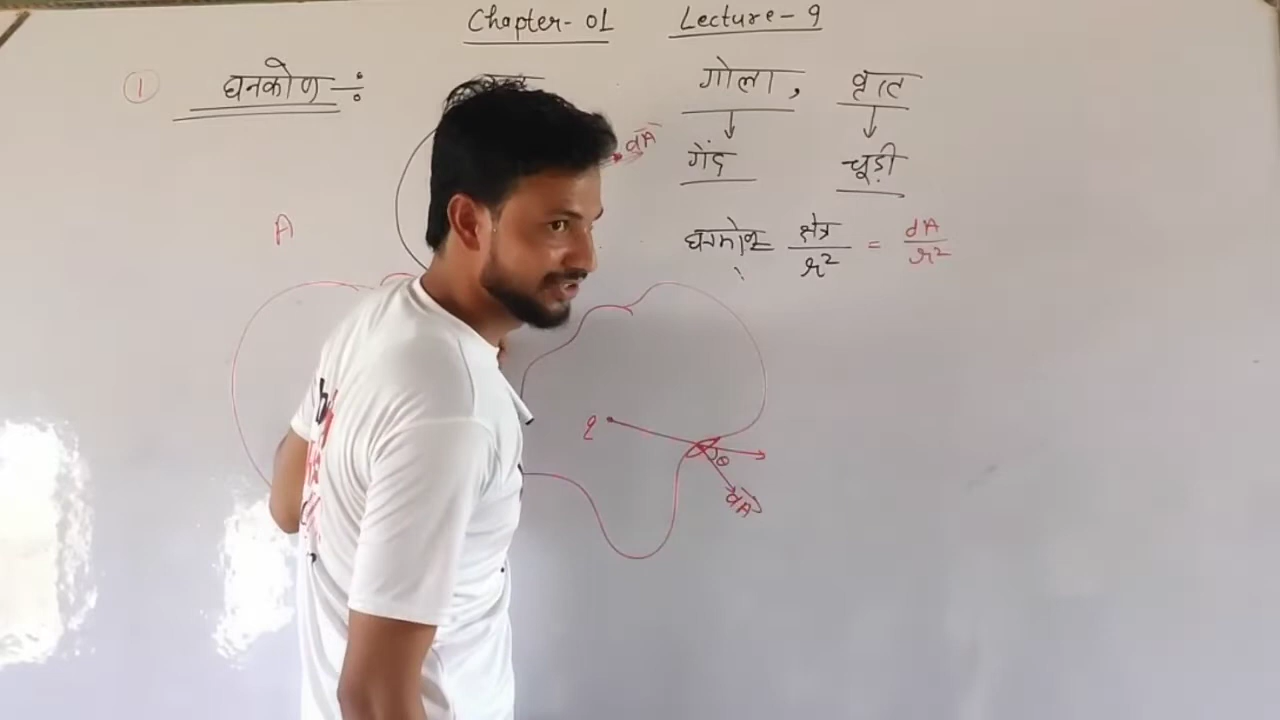 Chapter-01 Lecture-9
① घनकोण ÷
गोला, वृत्त
↓ ↓
गेंद चूड़ी
dA⃗
A
घनकोण क्षेत्र/r² = dA/r²
q
θ
dA⃗